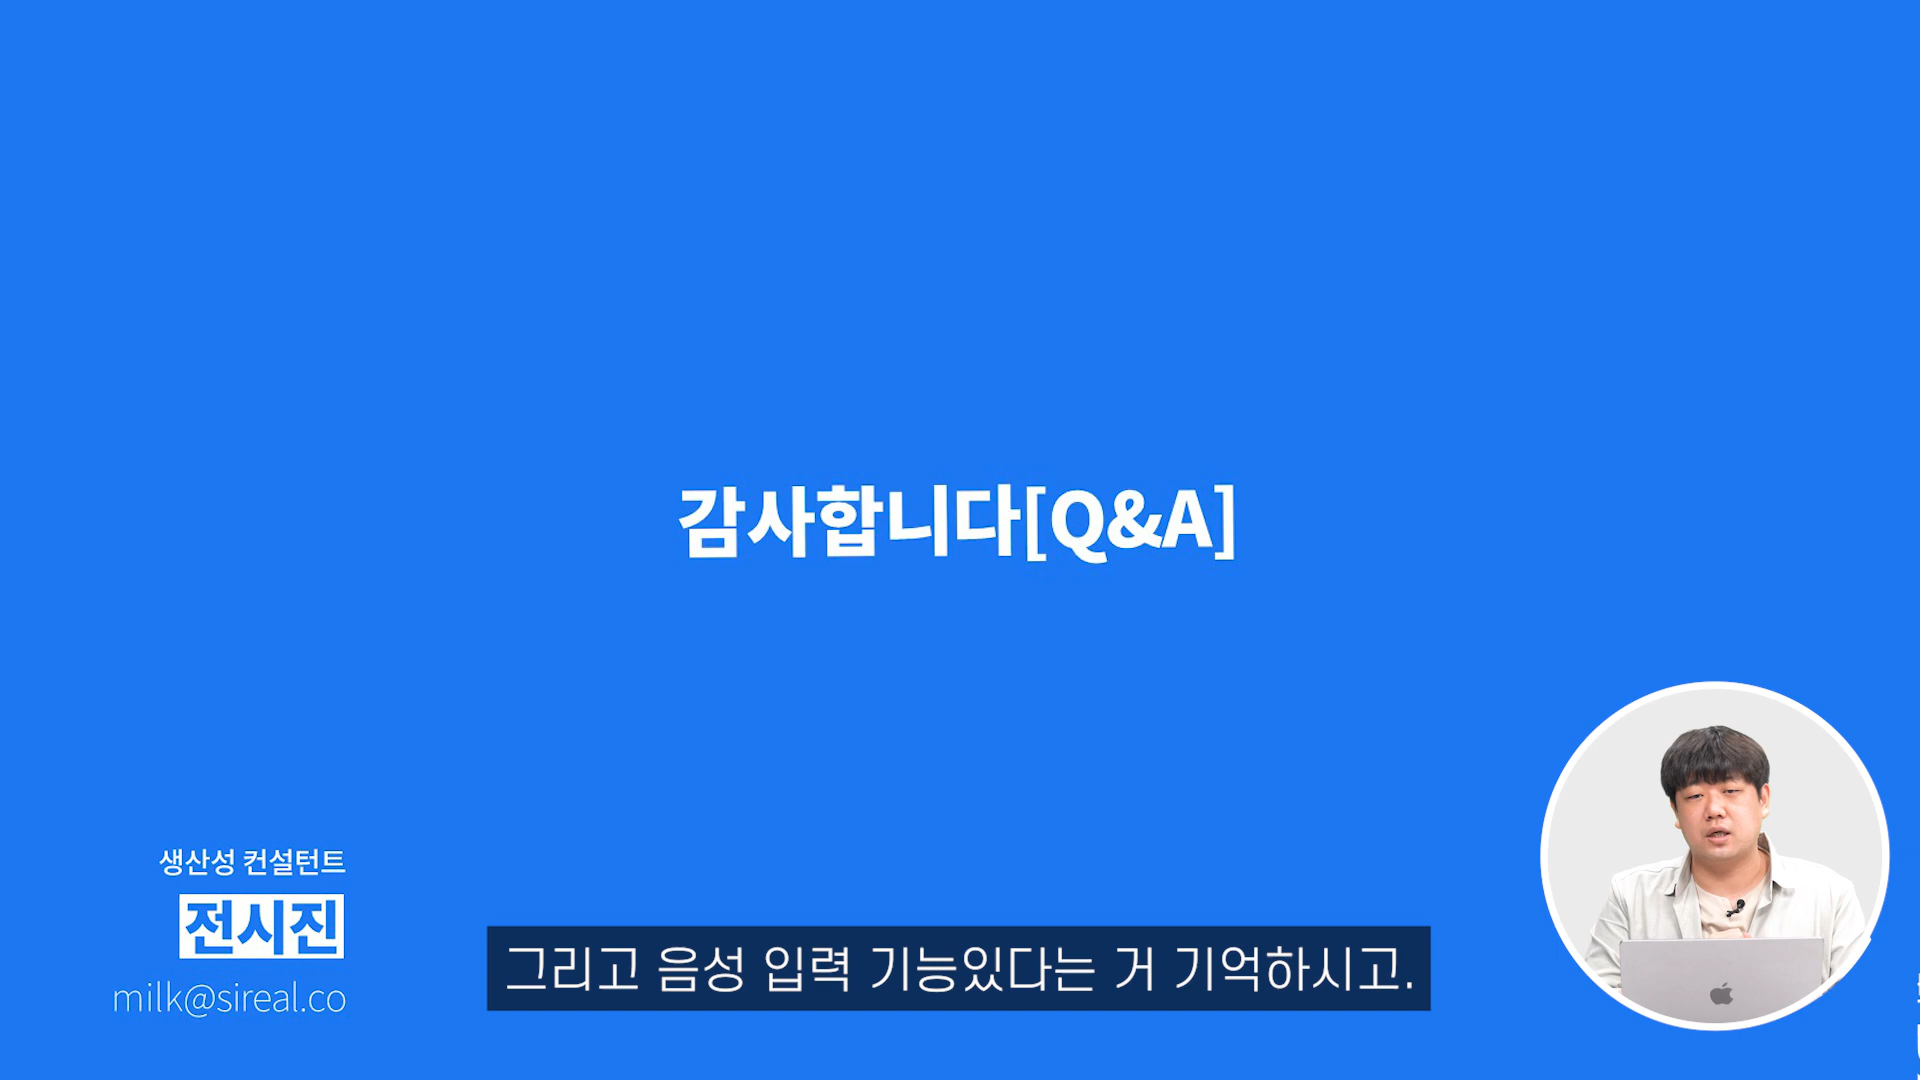 감사합니다[Q&A]
생산성 컨설턴트
전시진
milk@sireal.co
그리고 음성 입력 기능있다는 거 기억하시고.